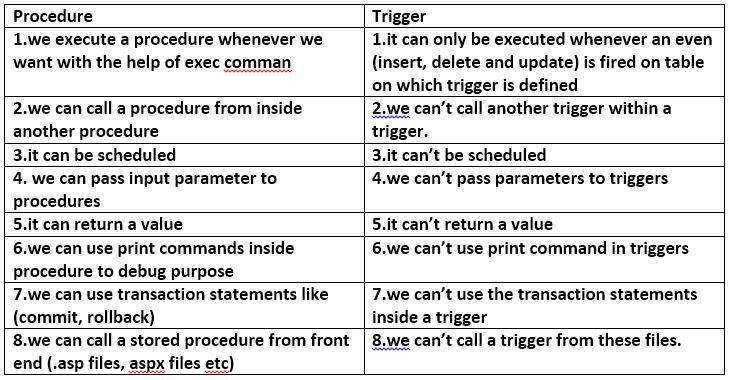 Procedure
Trigger
1.we execute a procedure whenever we
want with the help of exec comman
1.it can only be executed whenever an even
(insert, delete and update) is fired on table
on which trigger is defined
2.we can call a procedure from inside
another procedure
2.we can’t call another trigger within a
trigger.
3.it can be scheduled
3.it can’t be scheduled
4. we can pass input parameter to
procedures
4.we can’t pass parameters to triggers
5.it can return a value
5.it can’t return a value
6.we can use print commands inside
procedure to debug purpose
6.we can’t use print command in triggers
7.we can use transaction statements like
(commit, rollback)
7.we can’t use the transaction statements
inside a trigger
8.we can call a stored procedure from front
end (.asp files, aspx files etc)
8.we can’t call a trigger from these files.